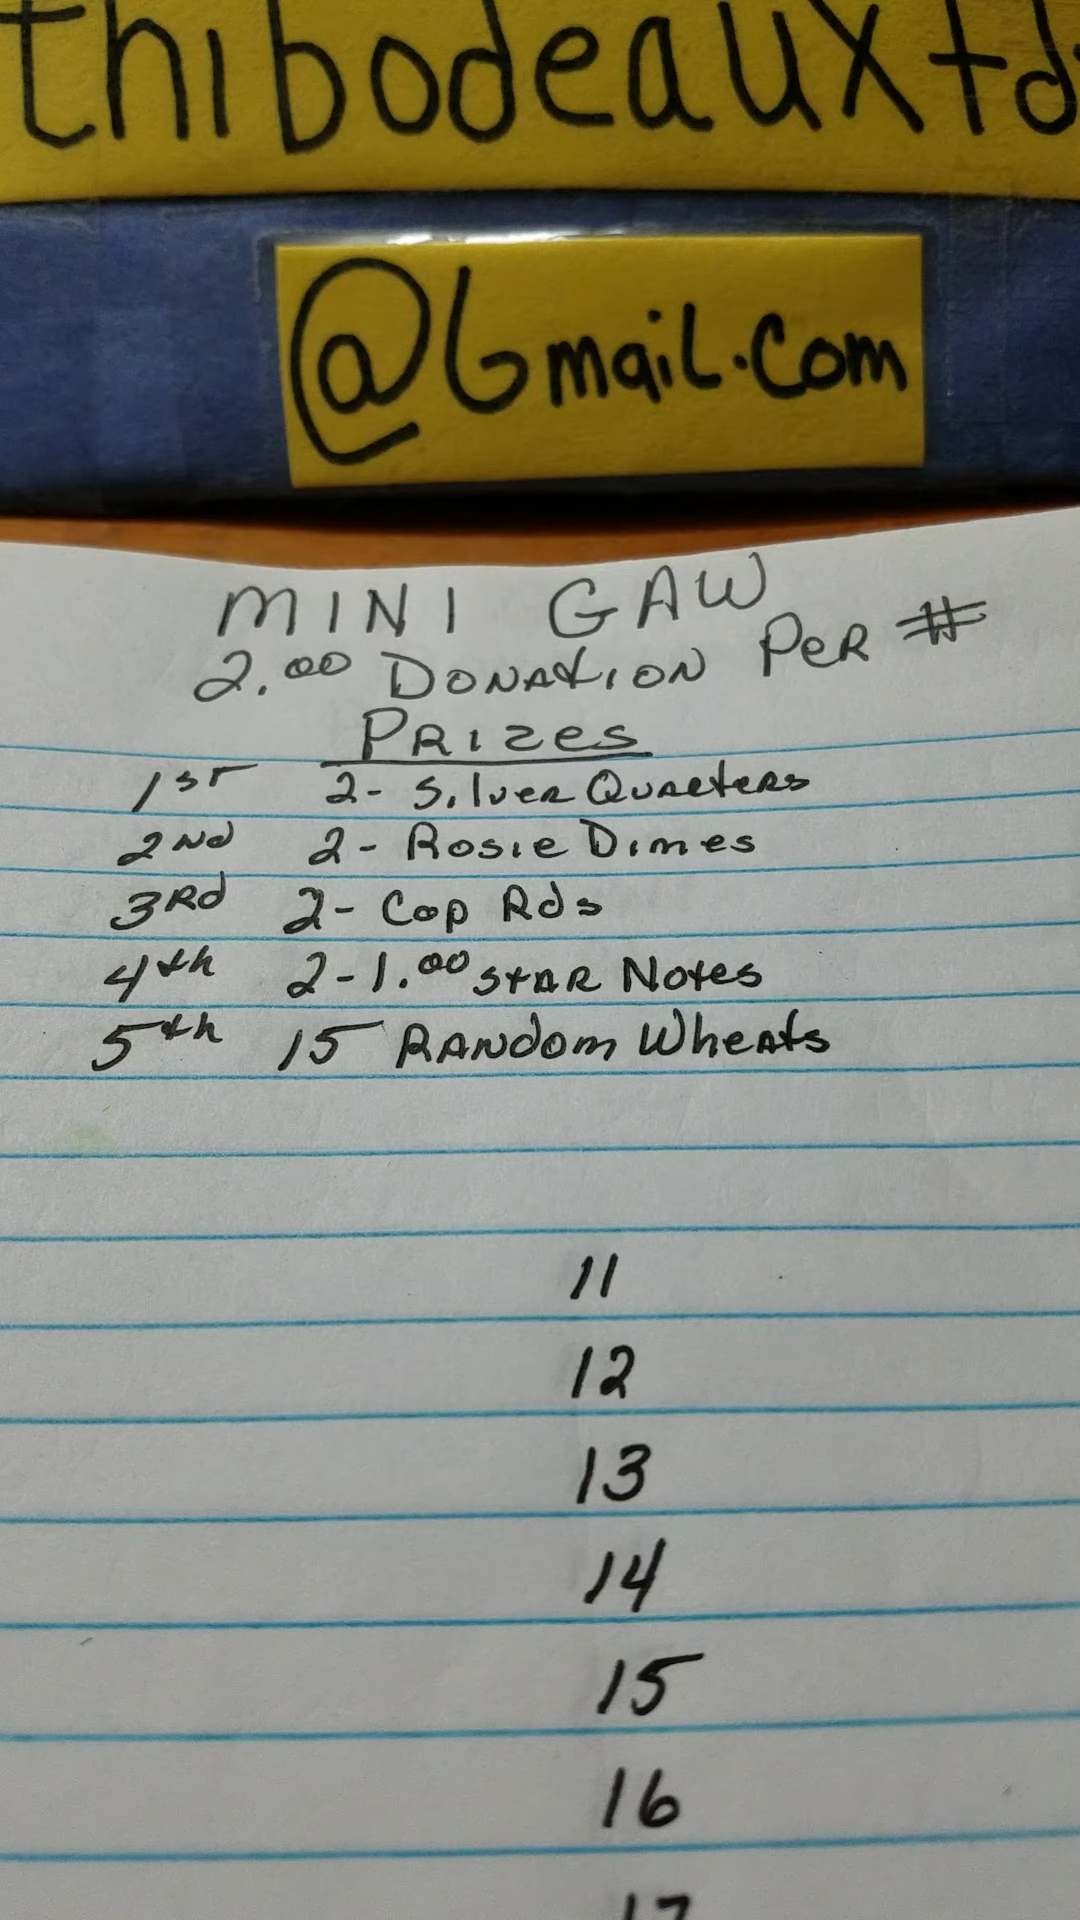 thibodeauxtd
@Gmail.com
MINI GAW
2.00 DONATION PER #
PRIZES
1ST 2- Silver Quarters
2ND 2- Rosie Dimes
3Rd 2- Cop Rds
4th 2-1.00 STAR Notes
5th 15 RANDom Wheats
11
12
13
14
15
16
17